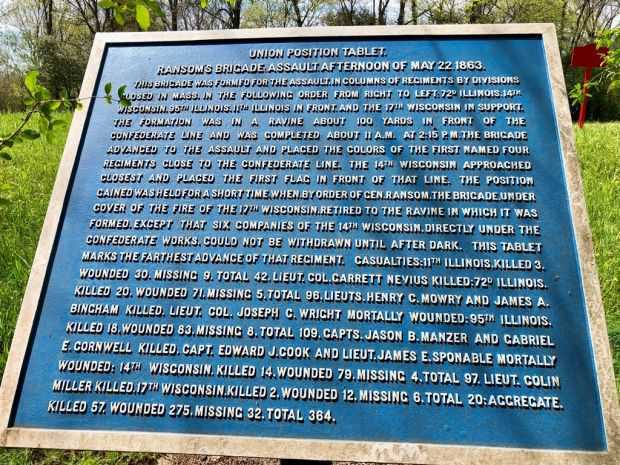 UNION POSITION TABLET.
RANSOM'S BRIGADE, ASSAULT, AFTERNOON OF MAY 22 1863.
THIS BRIGADE WAS FORMED FOR THE ASSAULT, IN COLUMNS OF REGIMENTS BY DIVISIONS
CLOSED IN MASS, IN THE FOLLOWING ORDER FROM RIGHT TO LEFT: 72D ILLINOIS, 14TH
WISCONSIN, 95TH ILLINOIS, 11TH ILLINOIS IN FRONT AND THE 17TH WISCONSIN IN SUPPORT.
THE FORMATION WAS IN A RAVINE ABOUT 100 YARDS IN FRONT OF THE
CONFEDERATE LINE AND WAS COMPLETED ABOUT 11 A.M. AT 2:15 P.M. THE BRIGADE
ADVANCED TO THE ASSAULT AND PLACED THE COLORS OF THE FIRST NAMED FOUR
REGIMENTS CLOSE TO THE CONFEDERATE LINE. THE 14TH WISCONSIN APPROACHED
CLOSEST AND PLACED THE FIRST FLAG IN FRONT OF THAT LINE. THE POSITION
GAINED WAS HELD FOR A SHORT TIME WHEN, BY ORDER OF GEN. RANSOM, THE BRIGADE, UNDER
COVER OF THE FIRE OF THE 17TH WISCONSIN, RETIRED TO THE RAVINE IN WHICH IT WAS
FORMED, EXCEPT THAT SIX COMPANIES OF THE 14TH WISCONSIN, DIRECTLY UNDER THE
CONFEDERATE WORKS, COULD NOT BE WITHDRAWN UNTIL AFTER DARK. THIS TABLET
MARKS THE FARTHEST ADVANCE OF THAT REGIMENT. CASUALTIES: 11TH ILLINOIS, KILLED 3,
WOUNDED 30, MISSING 9, TOTAL 42, LIEUT. COL. GARRETT NEVIUS KILLED: 72D ILLINOIS,
KILLED 20, WOUNDED 71, MISSING 5, TOTAL 96, LIEUTS. HENRY C. MOWRY AND JAMES A.
BINGHAM KILLED, LIEUT. COL. JOSEPH C. WRIGHT MORTALLY WOUNDED: 95TH ILLINOIS,
KILLED 18, WOUNDED 83, MISSING 8, TOTAL 109, CAPTS. JASON B. MANZER AND GABRIEL
E. CORNWELL KILLED, CAPT. EDWARD J. COOK AND LIEUT. JAMES E. SPONABLE MORTALLY
WOUNDED: 14TH WISCONSIN, KILLED 14, WOUNDED 79, MISSING 4, TOTAL 97, LIEUT. COLIN
MILLER KILLED, 17TH WISCONSIN, KILLED 2, WOUNDED 12, MISSING 6, TOTAL 20: AGGREGATE,
KILLED 57, WOUNDED 275, MISSING 32, TOTAL 364.